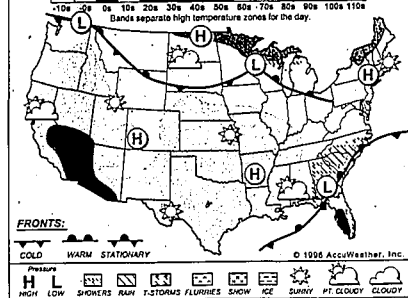 -10s -0s 0s 10s 20s 30s 40s 50s 60s 70s 80s 90s 100s 110s
Bands separate high temperature zones for the day.
L
H
L
H
H
H
L
FRONTS:
COLD WARM STATIONARY
© 1996 AccuWeather, Inc.
Pressure
H L
HIGH LOW SHOWERS RAIN T-STORMS FLURRIES SNOW ICE SUNNY PT. CLOUDY CLOUDY